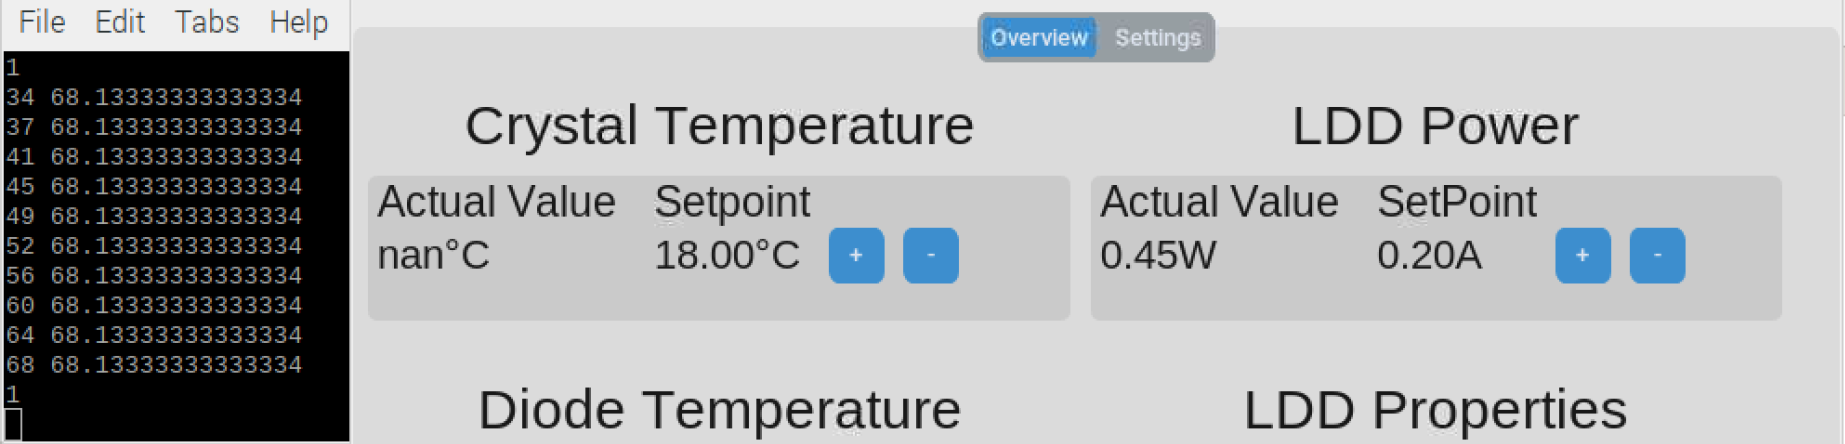 File Edit Tabs Help
1
34 68.13333333333334
37 68.13333333333334
41 68.13333333333334
45 68.13333333333334
49 68.13333333333334
52 68.13333333333334
56 68.13333333333334
60 68.13333333333334
64 68.13333333333334
68 68.13333333333334
1
Overview Settings
Crystal Temperature
Actual Value Setpoint
nan°C 18.00°C + -
LDD Power
Actual Value SetPoint
0.45W 0.20A + -
Diode Temperature
LDD Properties